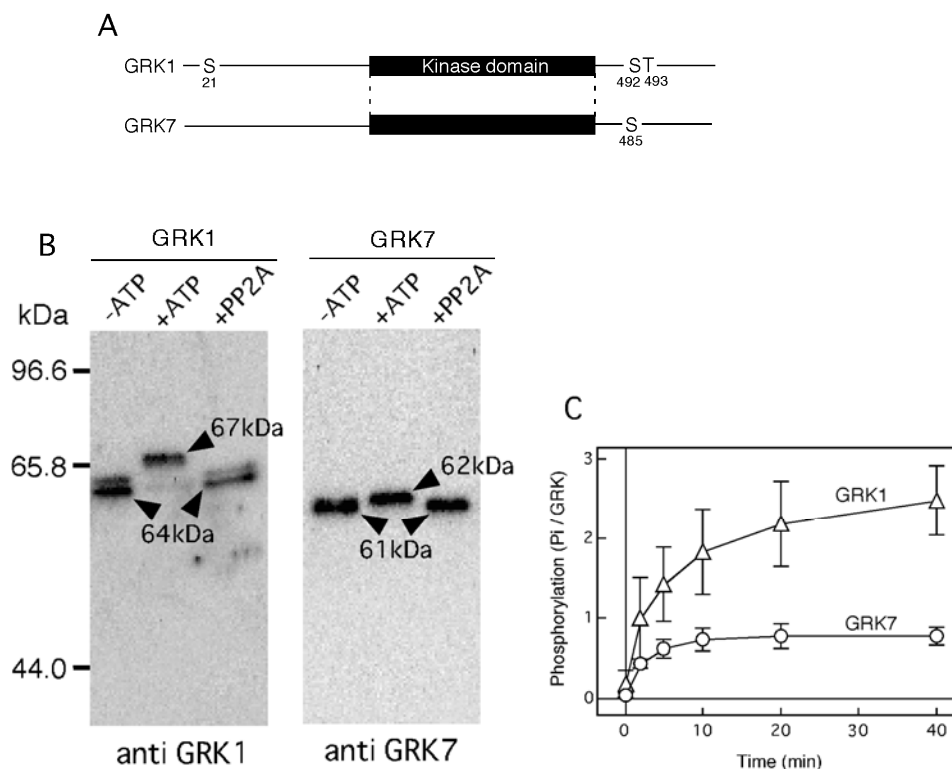 A
GRK1
S
21
Kinase domain
ST
492 493
GRK7
S
485
B
GRK1
GRK7
-ATP
+ATP
+PP2A
-ATP
+ATP
+PP2A
kDa
96.6
65.8
44.0
67kDa
64kDa
62kDa
61kDa
anti GRK1
anti GRK7
C
Phosphorylation (Pi / GRK)
3
2
1
0
GRK1
GRK7
0
10
20
30
40
Time (min)